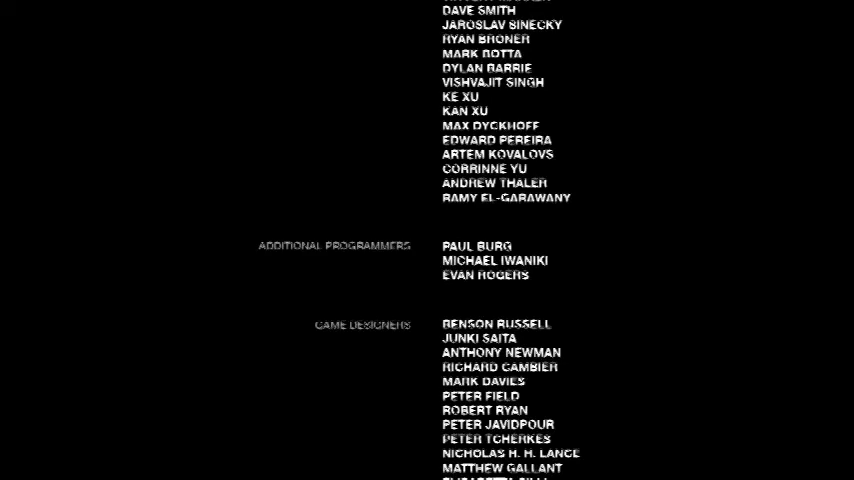 DAVE SMITH
JAROSLAV SINECKY
RYAN BRONER
MARK BOTTA
DYLAN BARRIE
VISHVAJIT SINGH
KE XU
KAN XU
MAX DYCKHOFF
EDWARD PEREIRA
ARTEM KOVALOVS
CORRINNE YU
ANDREW THALER
RAMY EL-GARAWANY
ADDITIONAL PROGRAMMERS PAUL BURG
MICHAEL IWANIKI
EVAN ROGERS
GAME DESIGNERS BENSON RUSSELL
JUNKI SAITA
ANTHONY NEWMAN
RICHARD CAMBIER
MARK DAVIES
PETER FIELD
ROBERT RYAN
PETER JAVIDPOUR
PETER TCHERKES
NICHOLAS H. H. LANCE
MATTHEW GALLANT